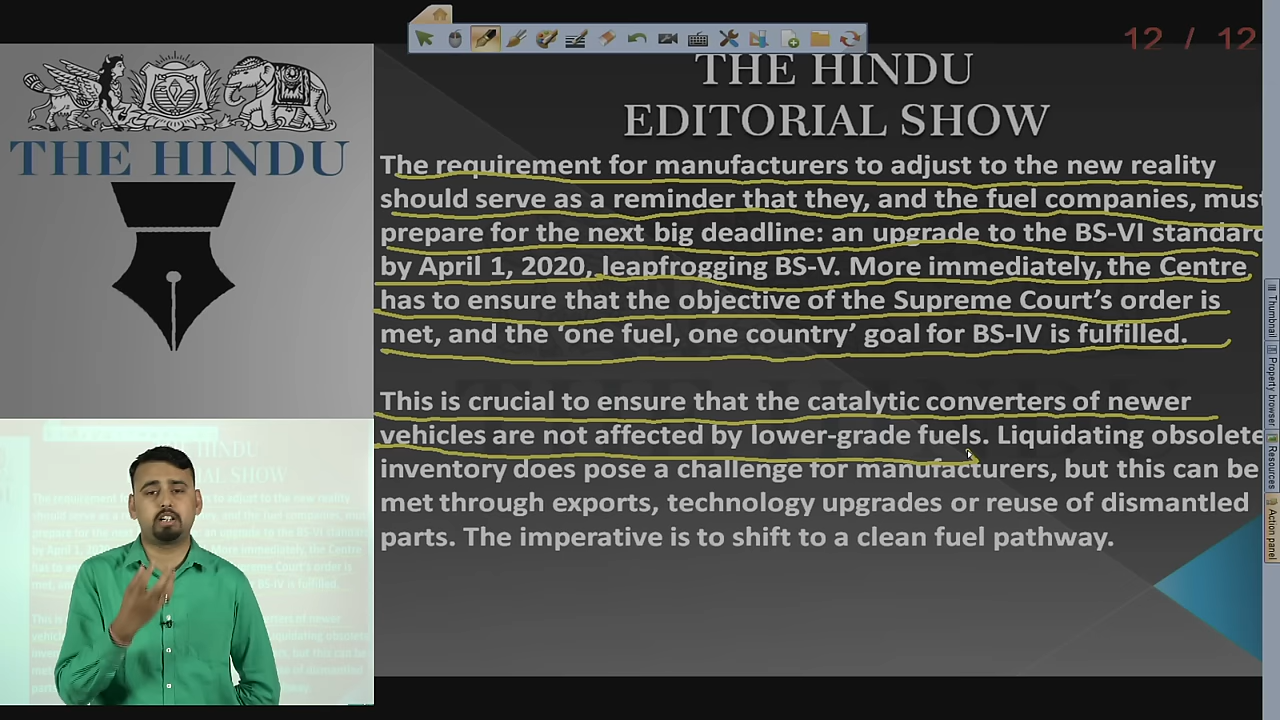 12 / 12
THE HINDU
THE HINDU
EDITORIAL SHOW
The requirement for manufacturers to adjust to the new reality
should serve as a reminder that they, and the fuel companies, must
prepare for the next big deadline: an upgrade to the BS-VI standard
by April 1, 2020, leapfrogging BS-V. More immediately, the Centre
has to ensure that the objective of the Supreme Court’s order is
met, and the ‘one fuel, one country’ goal for BS-IV is fulfilled.
This is crucial to ensure that the catalytic converters of newer
vehicles are not affected by lower-grade fuels. Liquidating obsolete
inventory does pose a challenge for manufacturers, but this can be
met through exports, technology upgrades or reuse of dismantled
parts. The imperative is to shift to a clean fuel pathway.
Thumbnail
Property browser
Resources
Action panel